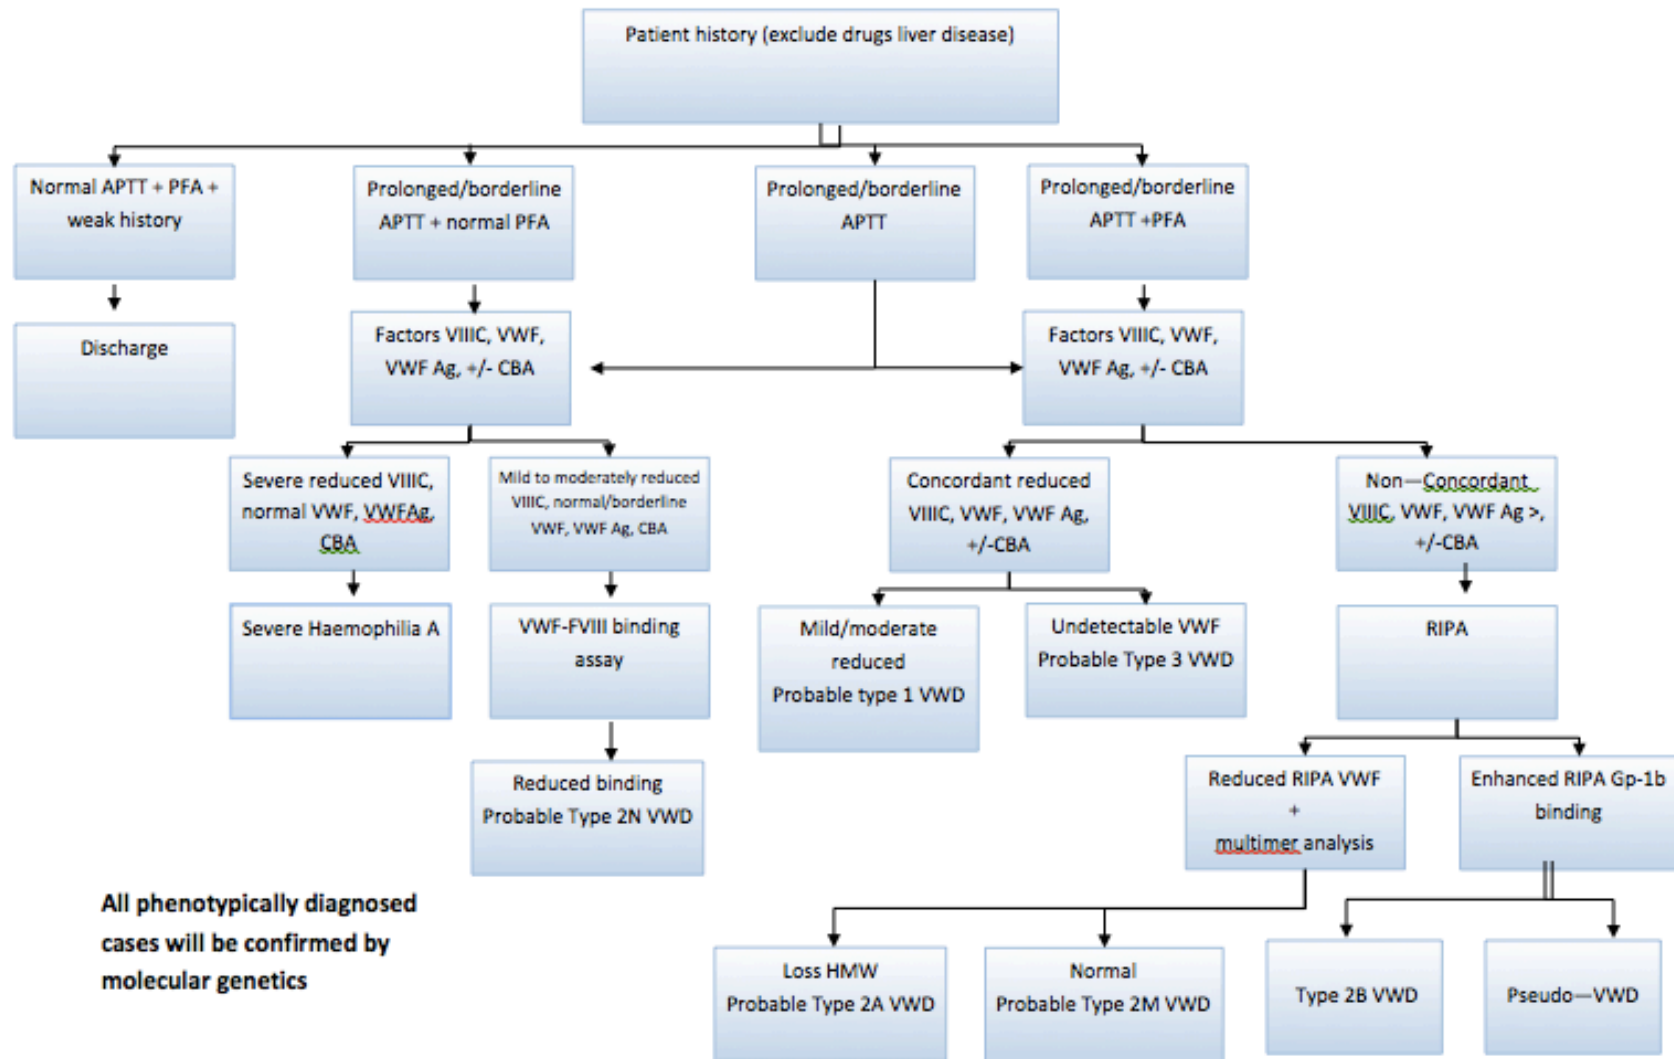 Patient history (exclude drugs liver disease)
Normal APTT + PFA +
weak history
Prolonged/borderline
APTT + normal PFA
Prolonged/borderline
APTT
Prolonged/borderline
APTT +PFA
Discharge
Factors VIIIC, VWF,
VWF Ag, +/- CBA
Factors VIIIC, VWF,
VWF Ag, +/- CBA
Severe reduced VIIIC,
normal VWF, VWFAg,
CBA
Mild to moderately reduced
VIIIC, normal/borderline
VWF, VWF Ag, CBA
Concordant reduced
VIIIC, VWF, VWF Ag,
+/-CBA
Non—Concordant
VIIIC, VWF, VWF Ag >,
+/-CBA
Severe Haemophilia A
VWF-FVIII binding
assay
Mild/moderate
reduced
Probable type 1 VWD
Undetectable VWF
Probable Type 3 VWD
RIPA
Reduced binding
Probable Type 2N VWD
Reduced RIPA VWF
+
multimer analysis
Enhanced RIPA Gp-1b
binding
All phenotypically diagnosed
cases will be confirmed by
molecular genetics
Loss HMW
Probable Type 2A VWD
Normal
Probable Type 2M VWD
Type 2B VWD
Pseudo—VWD